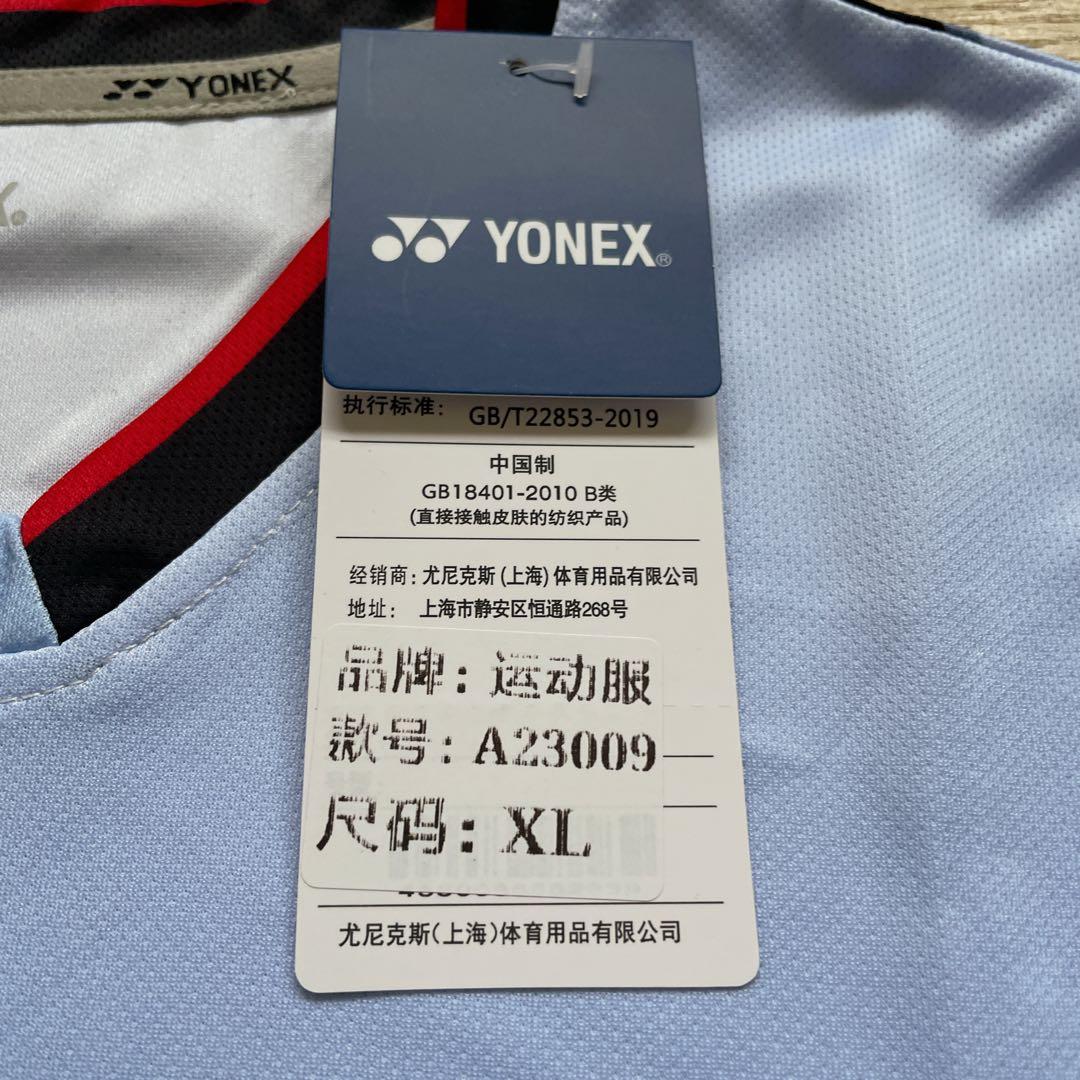 YONEX
YONEX®
执行标准： GB/T22853-2019
中国制
GB18401-2010 B类
(直接接触皮肤的纺织产品)
经销商：尤尼克斯(上海)体育用品有限公司
地址： 上海市静安区恒通路268号
品牌：运动服
款号：A23009
尺码：XL
尤尼克斯(上海)体育用品有限公司